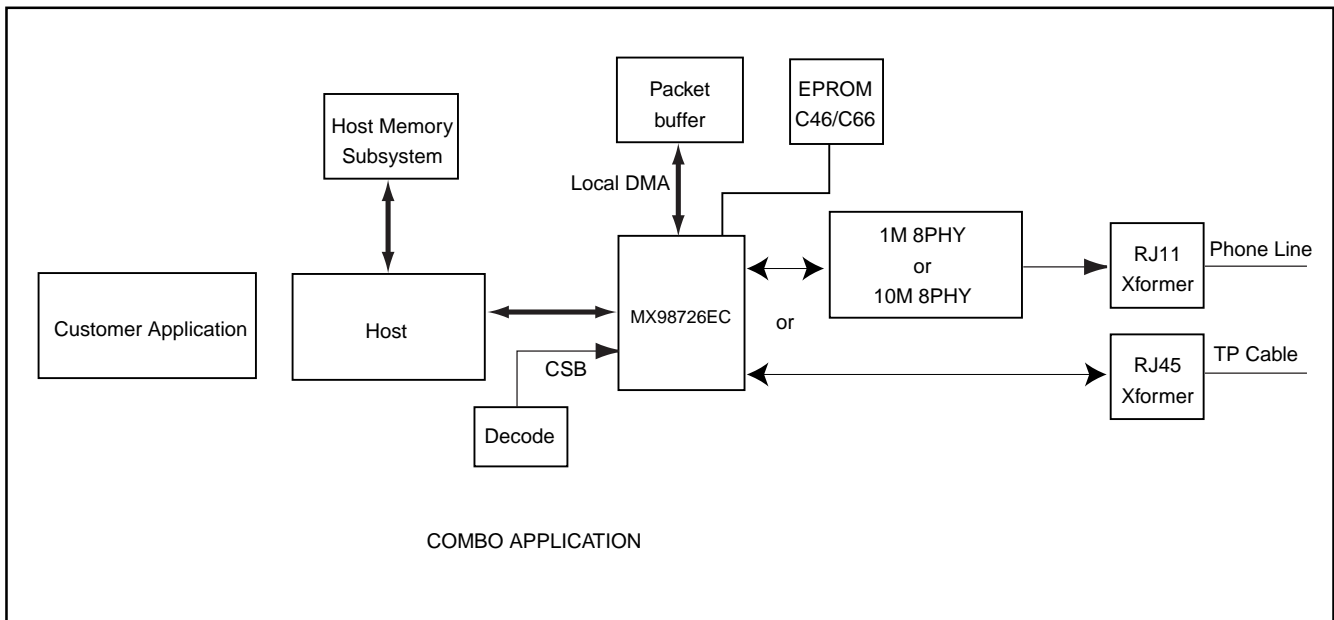 Packet
buffer
EPROM
C46/C66
Host Memory
Subsystem
Local DMA
1M 8PHY
or
10M 8PHY
RJ11
Xformer
Phone Line
Customer Application
Host
MX98726EC
or
CSB
RJ45
Xformer
TP Cable
Decode
COMBO APPLICATION